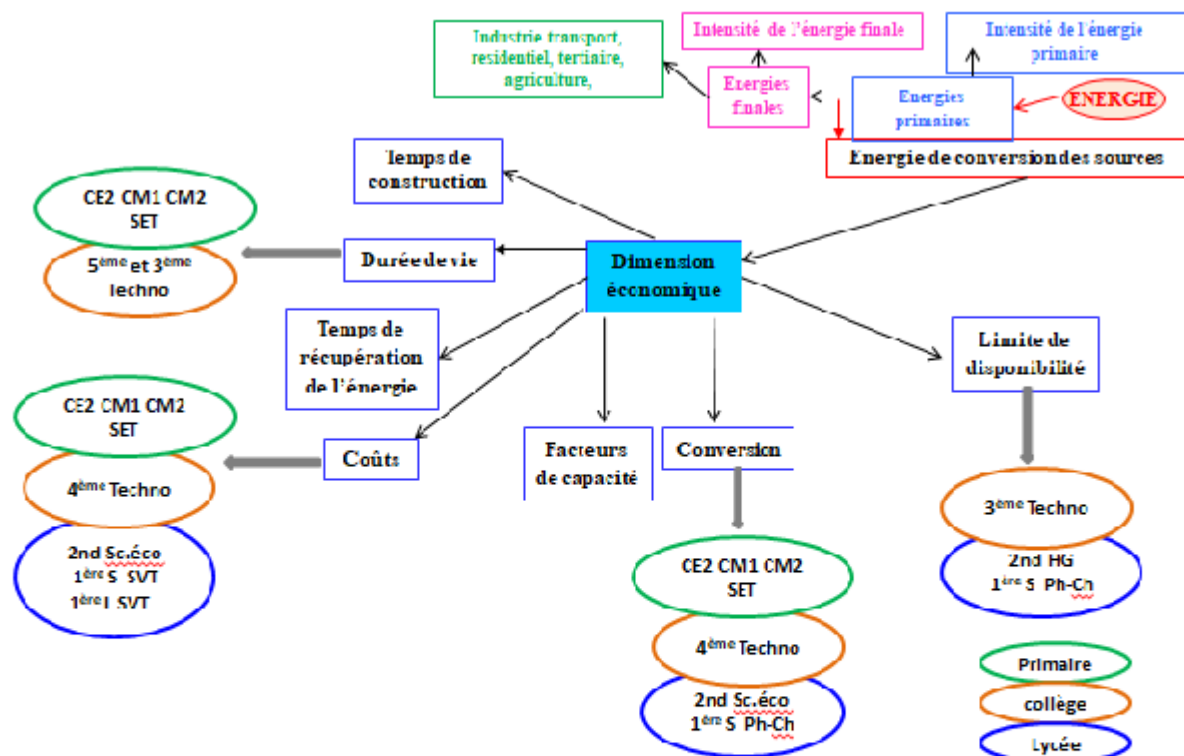 Industrie transport,
residentiel, tertiaire,
agriculture,
Intensité de l'énergie finale
Intensité de l'énergie
primaire
Energies
finales
Energies
primaires
ENERGIE
Energie de conversion des sources
Temps de
construction
CE2 CM1 CM2
SET
5ème et 3ème
Techno
Durée de vie
Dimension
économique
Temps de
récupération
de l'énergie
Limite de
disponibilité
CE2 CM1 CM2
SET
4ème Techno
2nd Sc.éco
1ère S SVT
1ère L SVT
Coûts
Facteurs
de capacité
Conversion
3ème Techno
2nd HG
1ère S Ph-Ch
CE2 CM1 CM2
SET
4ème Techno
2nd Sc.éco
1ère S Ph-Ch
Primaire
collège
Lycée